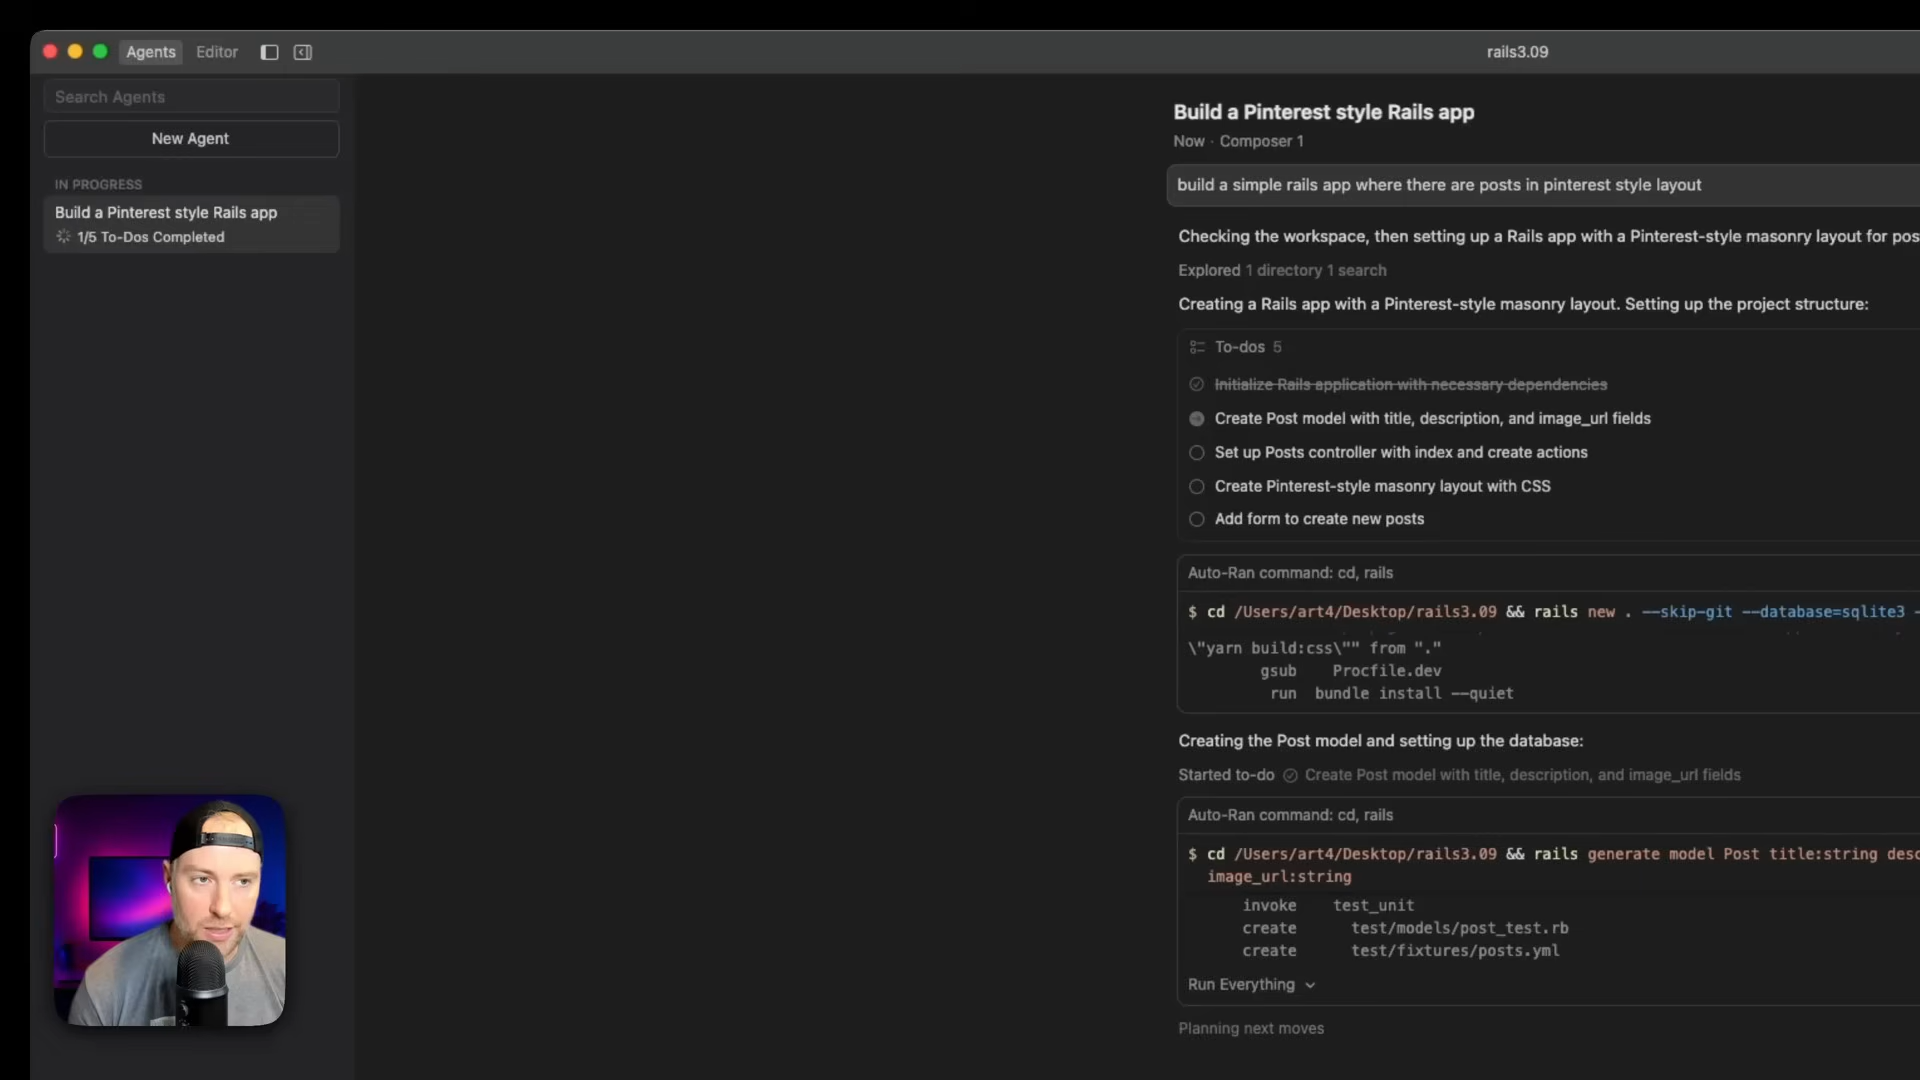 Agents Editor
rails3.09
Search Agents
New Agent
IN PROGRESS
Build a Pinterest style Rails app
1/5 To-Dos Completed
Build a Pinterest style Rails app
Now · Composer 1
build a simple rails app where there are posts in pinterest style layout
Checking the workspace, then setting up a Rails app with a Pinterest-style masonry layout for pos
Explored 1 directory 1 search
Creating a Rails app with a Pinterest-style masonry layout. Setting up the project structure:
To-dos 5
Initialize Rails application with necessary dependencies
Create Post model with title, description, and image_url fields
Set up Posts controller with index and create actions
Create Pinterest-style masonry layout with CSS
Add form to create new posts
Auto-Ran command: cd, rails
$ cd /Users/art4/Desktop/rails3.09 && rails new . --skip-git --database=sqlite3 -
\"yarn build:css\"" from "."
gsub Procfile.dev
run bundle install --quiet
Creating the Post model and setting up the database:
Started to-do Create Post model with title, description, and image_url fields
Auto-Ran command: cd, rails
$ cd /Users/art4/Desktop/rails3.09 && rails generate model Post title:string desc
image_url:string
invoke test_unit
create test/models/post_test.rb
create test/fixtures/posts.yml
Run Everything
Planning next moves